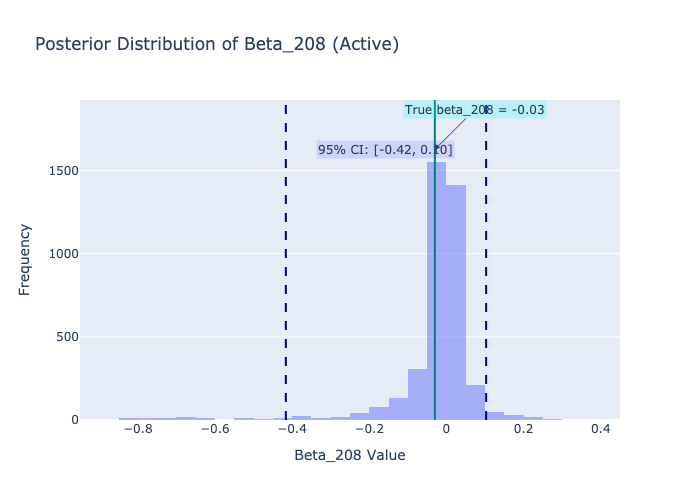 Posterior Distribution of Beta_208 (Active)
True beta_208 = -0.03
95% CI: [-0.42, 0.10]
1500
1000
500
0
Frequency
−0.8
−0.6
−0.4
−0.2
0
0.2
0.4
Beta_208 Value